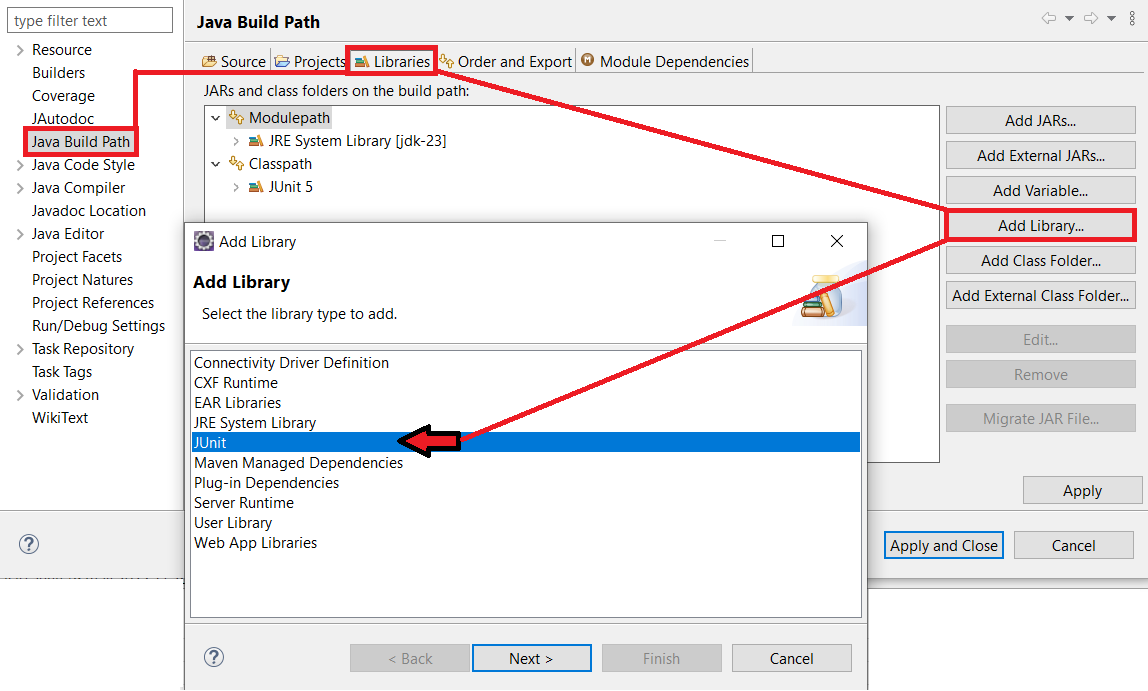 type filter text
Resource
Builders
Coverage
JAutodoc
Java Build Path
Java Code Style
Java Compiler
Javadoc Location
Java Editor
Project Facets
Project Natures
Project References
Run/Debug Settings
Task Repository
Task Tags
Validation
WikiText
Java Build Path
Source Projects Libraries Order and Export Module Dependencies
JARs and class folders on the build path:
Modulepath
JRE System Library [jdk-23]
Classpath
JUnit 5
Add JARs...
Add External JARs...
Add Variable...
Add Library...
Add Class Folder...
Add External Class Folder...
Edit...
Remove
Migrate JAR File...
Apply
Apply and Close Cancel
Add Library
Add Library
Select the library type to add.
Connectivity Driver Definition
CXF Runtime
EAR Libraries
JRE System Library
JUnit
Maven Managed Dependencies
Plug-in Dependencies
Server Runtime
User Library
Web App Libraries
< Back Next > Finish Cancel